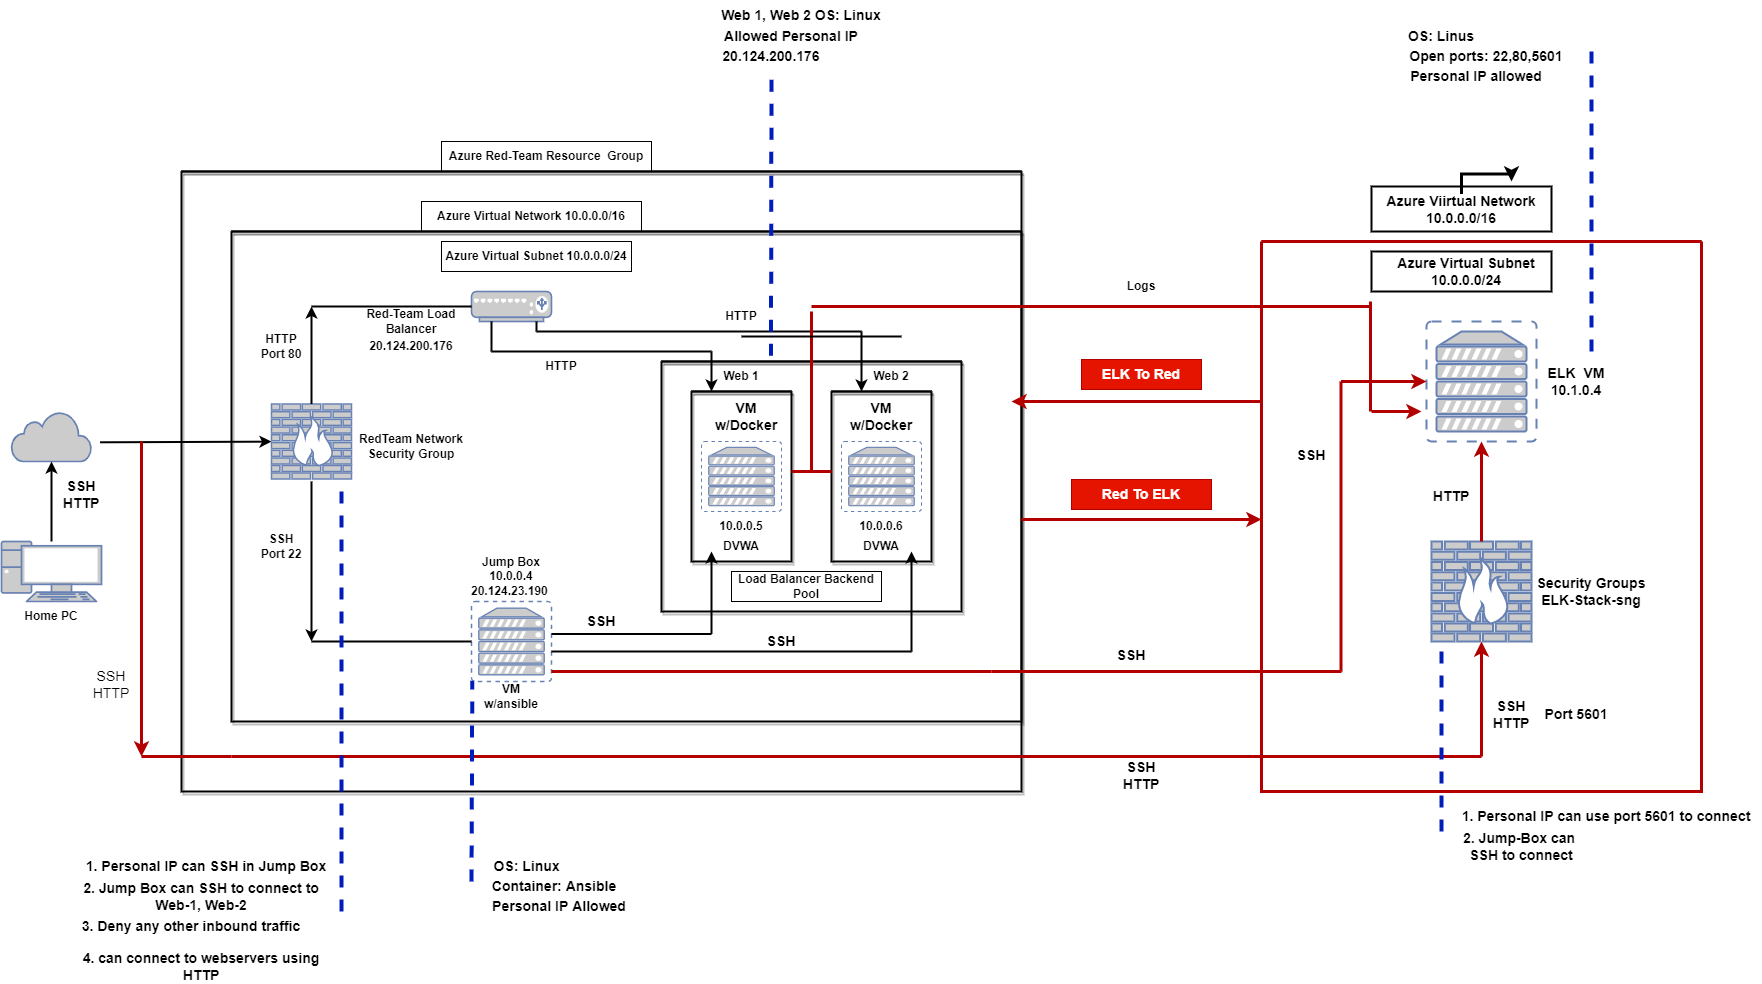 Web 1, Web 2 OS: Linux
Allowed Personal IP
20.124.200.176
OS: Linus
Open ports: 22,80,5601
Personal IP allowed
Azure Red-Team Resource Group
Azure Virtual Network 10.0.0.0/16
Azure Virtual Subnet 10.0.0.0/24
Azure Viirtual Network
10.0.0.0/16
Azure Virtual Subnet
10.0.0.0/24
Logs
Red-Team Load
Balancer
20.124.200.176
HTTP
HTTP
HTTP
Port 80
Web 1
Web 2
VM
w/Docker
VM
w/Docker
ELK To Red
ELK VM
10.1.0.4
RedTeam Network
Security Group
SSH
HTTP
SSH
HTTP
Red To ELK
10.0.0.5
DVWA
10.0.0.6
DVWA
SSH
Port 22
Jump Box
10.0.0.4
20.124.23.190
Load Balancer Backend
Pool
Security Groups
ELK-Stack-sng
Home PC
SSH
SSH
SSH
VM
w/ansible
SSH
HTTP
SSH
HTTP
Port 5601
SSH
HTTP
1. Personal IP can use port 5601 to connect
2. Jump-Box can
SSH to connect
1. Personal IP can SSH in Jump Box
2. Jump Box can SSH to connect to
Web-1, Web-2
3. Deny any other inbound traffic
4. can connect to webservers using
HTTP
OS: Linux
Container: Ansible
Personal IP Allowed